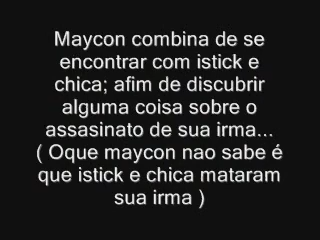 Maycon combina de se
encontrar com istick e
chica; afim de discubrir
alguma coisa sobre o
assasinato de sua irma...
( Oque maycon nao sabe é
que istick e chica mataram
sua irma )